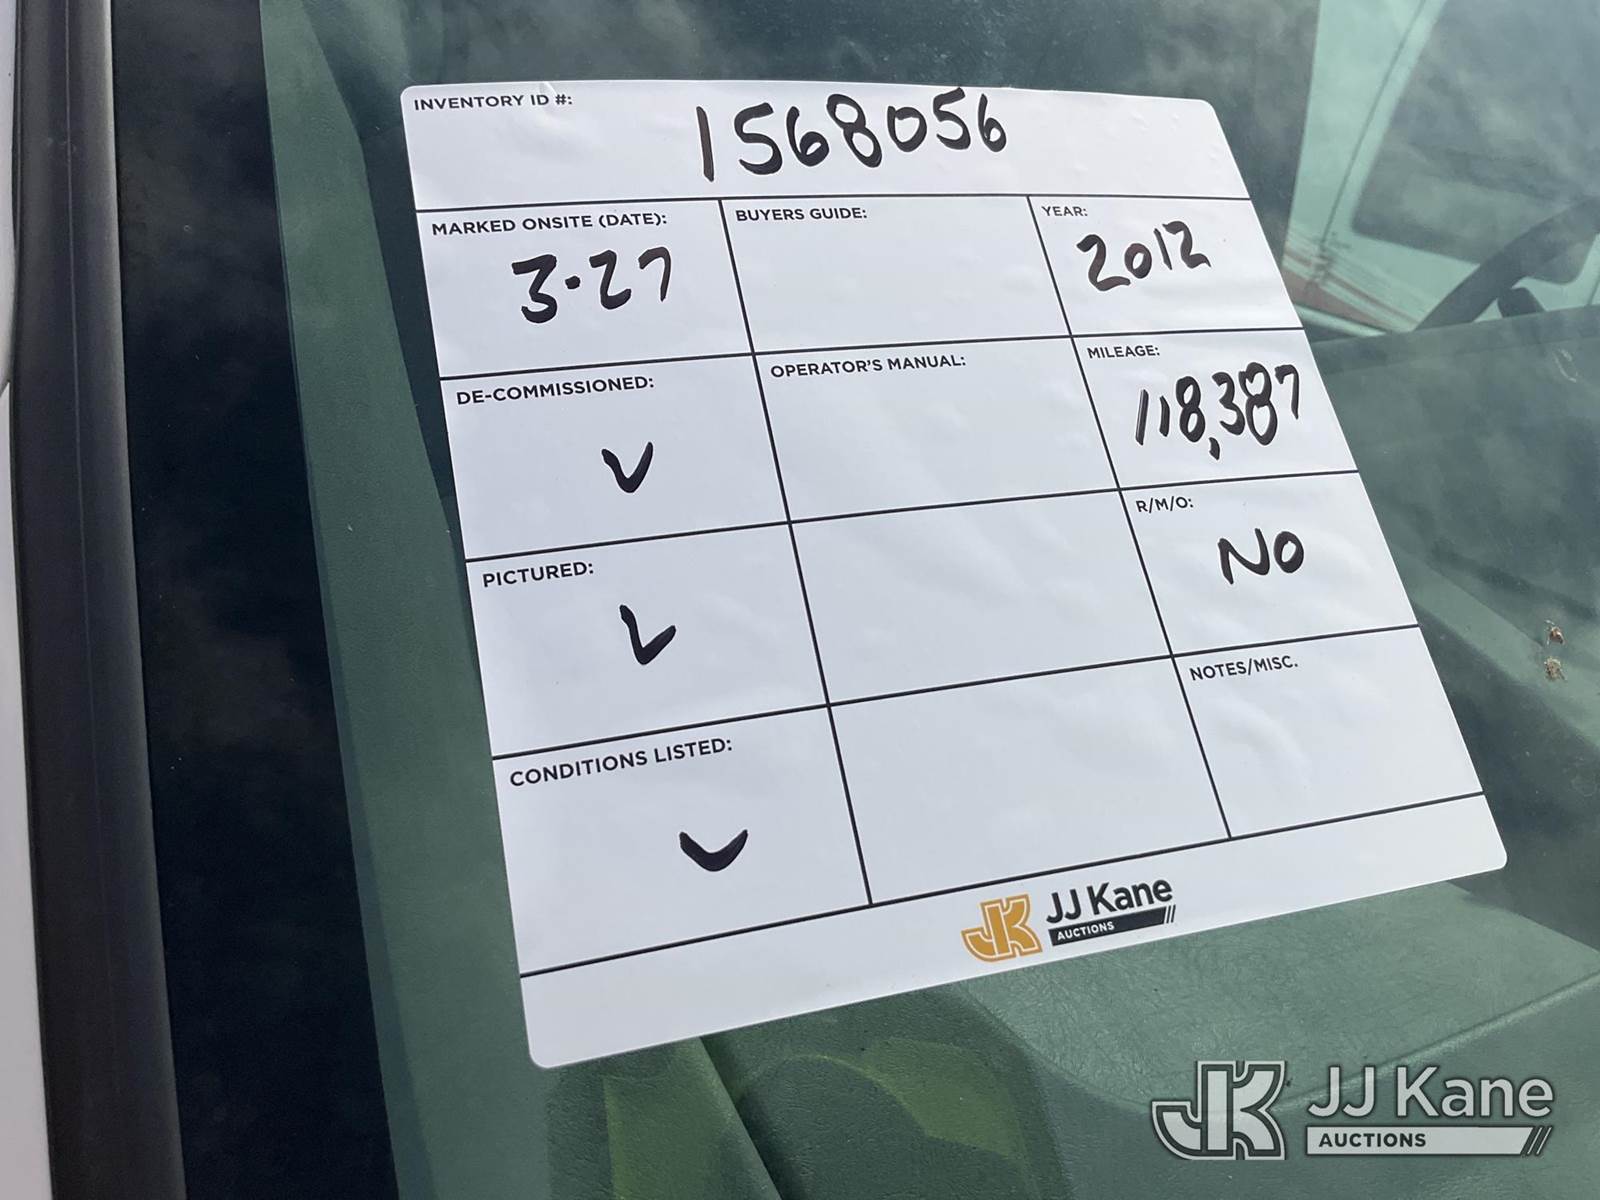 INVENTORY ID #: 1568056
MARKED ONSITE (DATE): 3·27
BUYERS GUIDE:
YEAR: 2012
DE-COMMISSIONED:
OPERATOR'S MANUAL:
MILEAGE: 118,387
PICTURED:
R/M/O: NO
CONDITIONS LISTED:
NOTES/MISC.
JK JJ Kane
AUCTIONS
JK JJ Kane
AUCTIONS